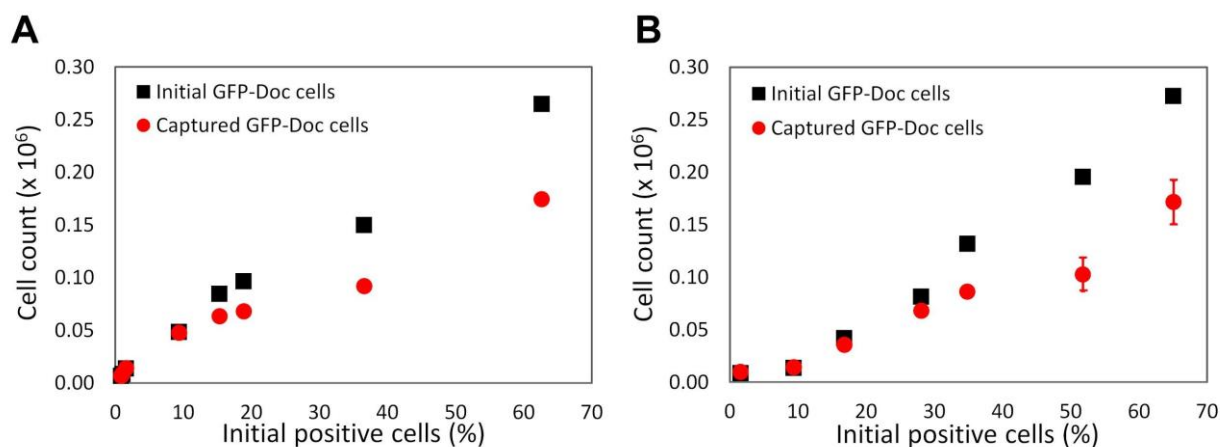 A
Cell count (x 10⁶)
0.30
0.25
0.20
0.15
0.10
0.05
0.00
Initial GFP-Doc cells
Captured GFP-Doc cells
0 10 20 30 40 50 60 70
Initial positive cells (%)
B
Cell count (x 10⁶)
0.30
0.25
0.20
0.15
0.10
0.05
0.00
Initial GFP-Doc cells
Captured GFP-Doc cells
0 10 20 30 40 50 60 70
Initial positive cells (%)